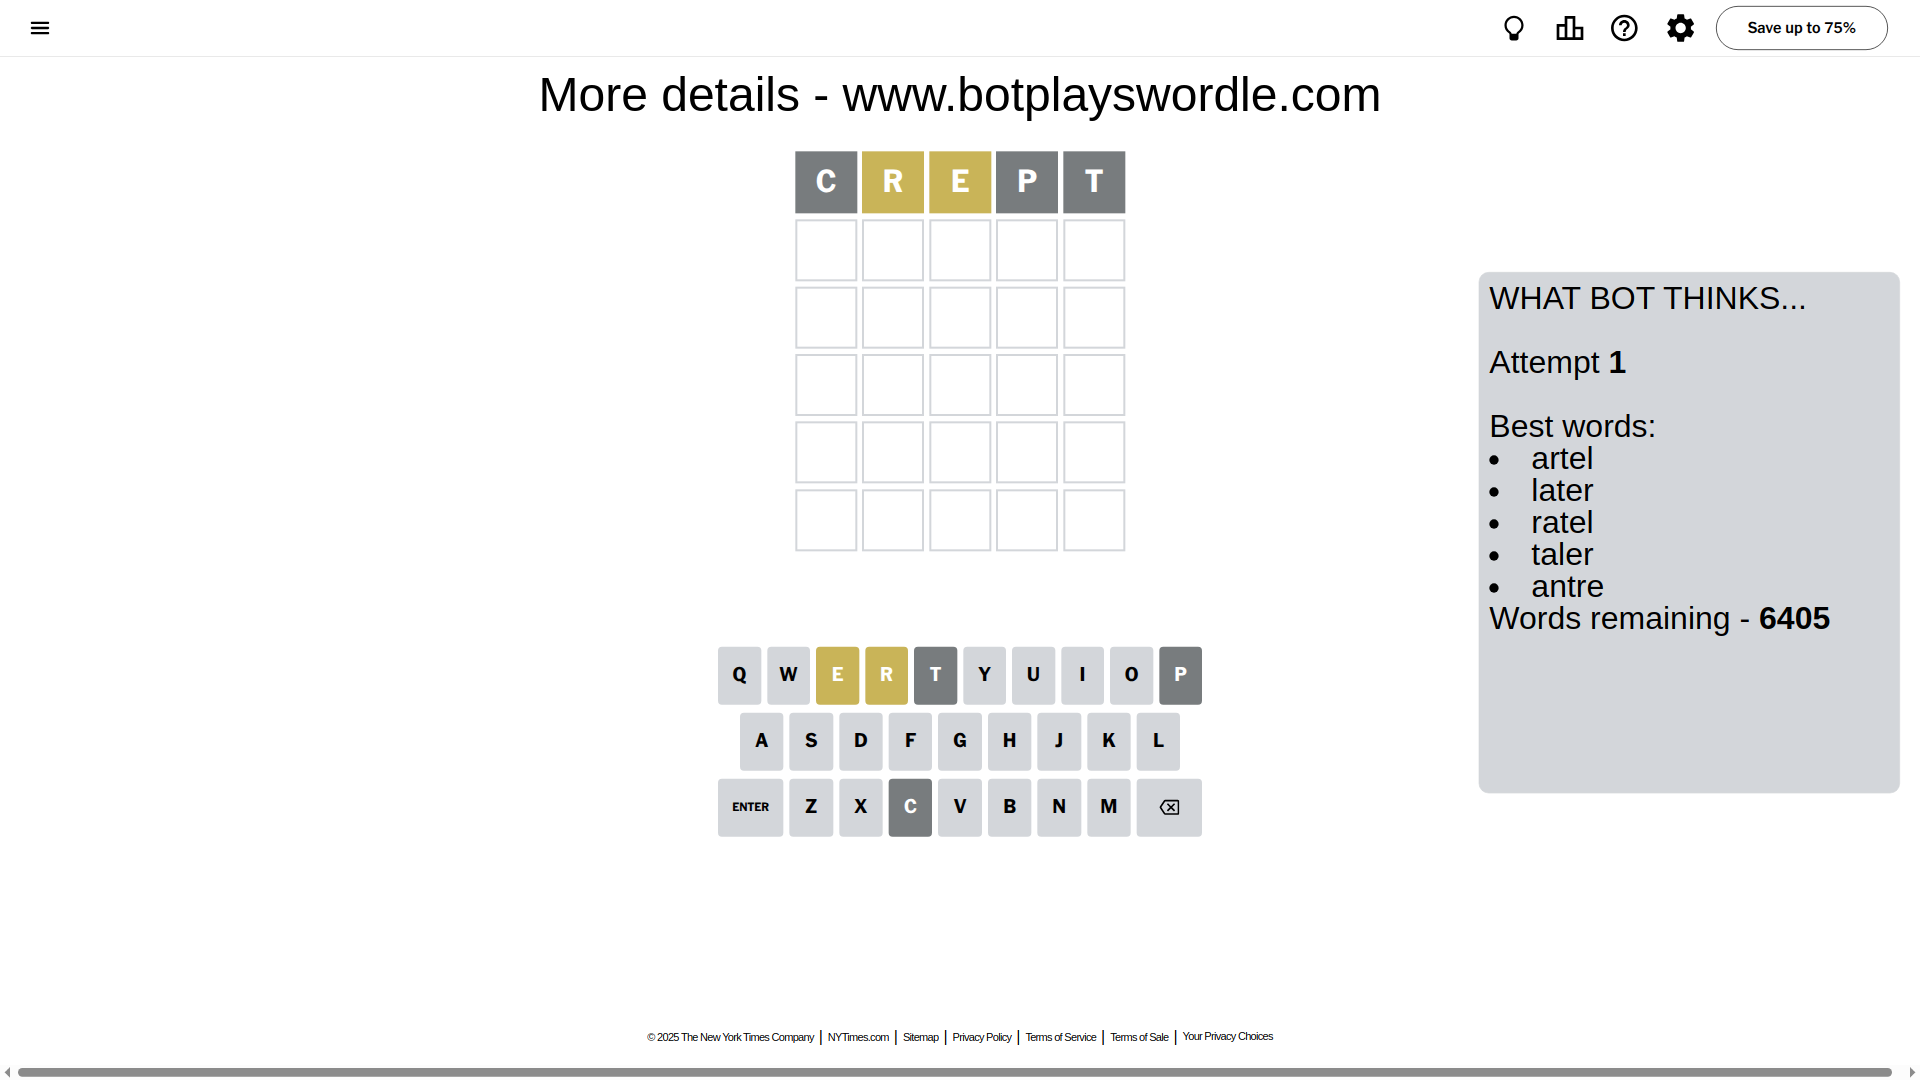 Save up to 75%
More details - www.botplayswordle.com
C R E P T
WHAT BOT THINKS...
Attempt 1
Best words:
• artel
• later
• ratel
• taler
• antre
Words remaining - 6405
Q W E R T Y U I O P
A S D F G H J K L
ENTER Z X C V B N M
© 2025 The New York Times Company | NYTimes.com | Sitemap | Privacy Policy | Terms of Service | Terms of Sale | Your Privacy Choices